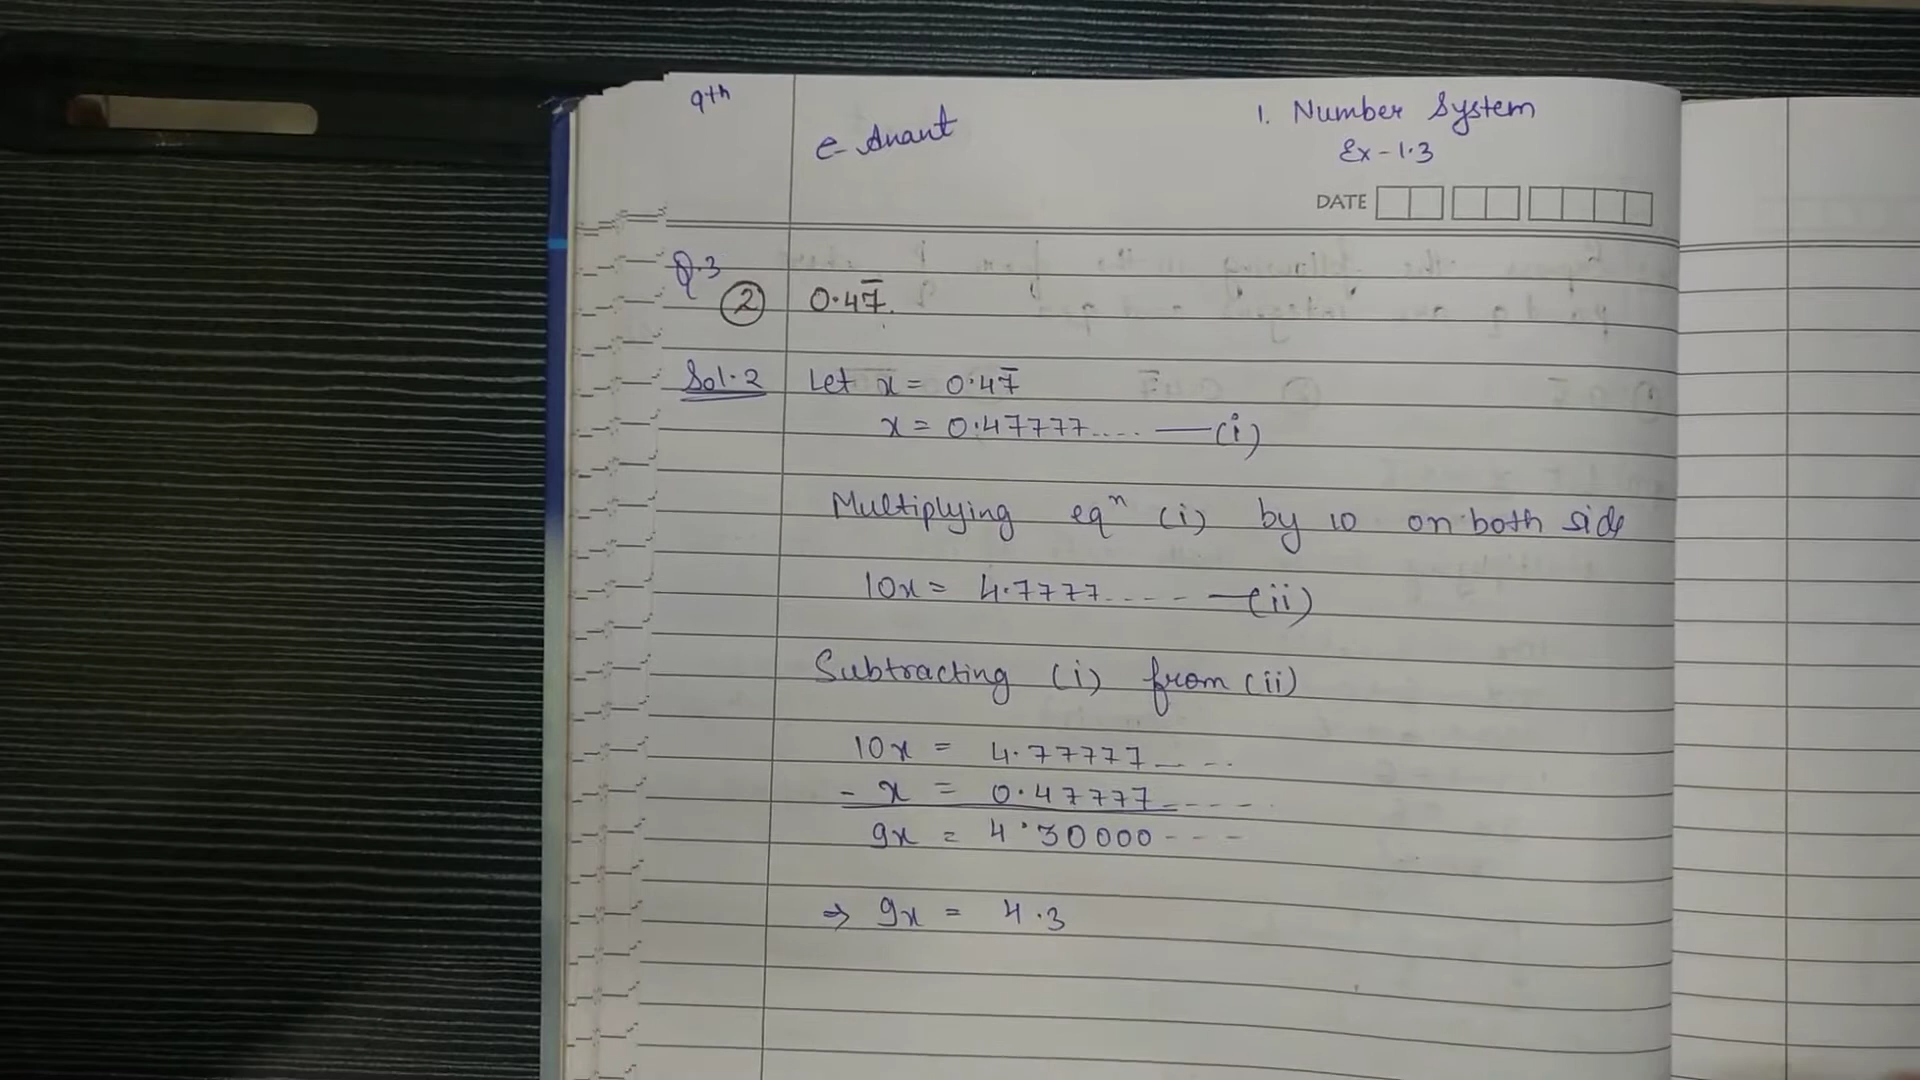 9th
e-Anant
1. Number System
Ex-1.3
DATE
Q.3
② 0.47̅.
Sol.2 Let x = 0.47̅
x = 0.47777.... —(i)
Multiplying eqⁿ (i) by 10 on both side
10x = 4.7777..... —(ii)
Subtracting (i) from (ii)
10x = 4.77777....
- x = 0.47777.....
9x = 4.30000---
⇒ 9x = 4.3